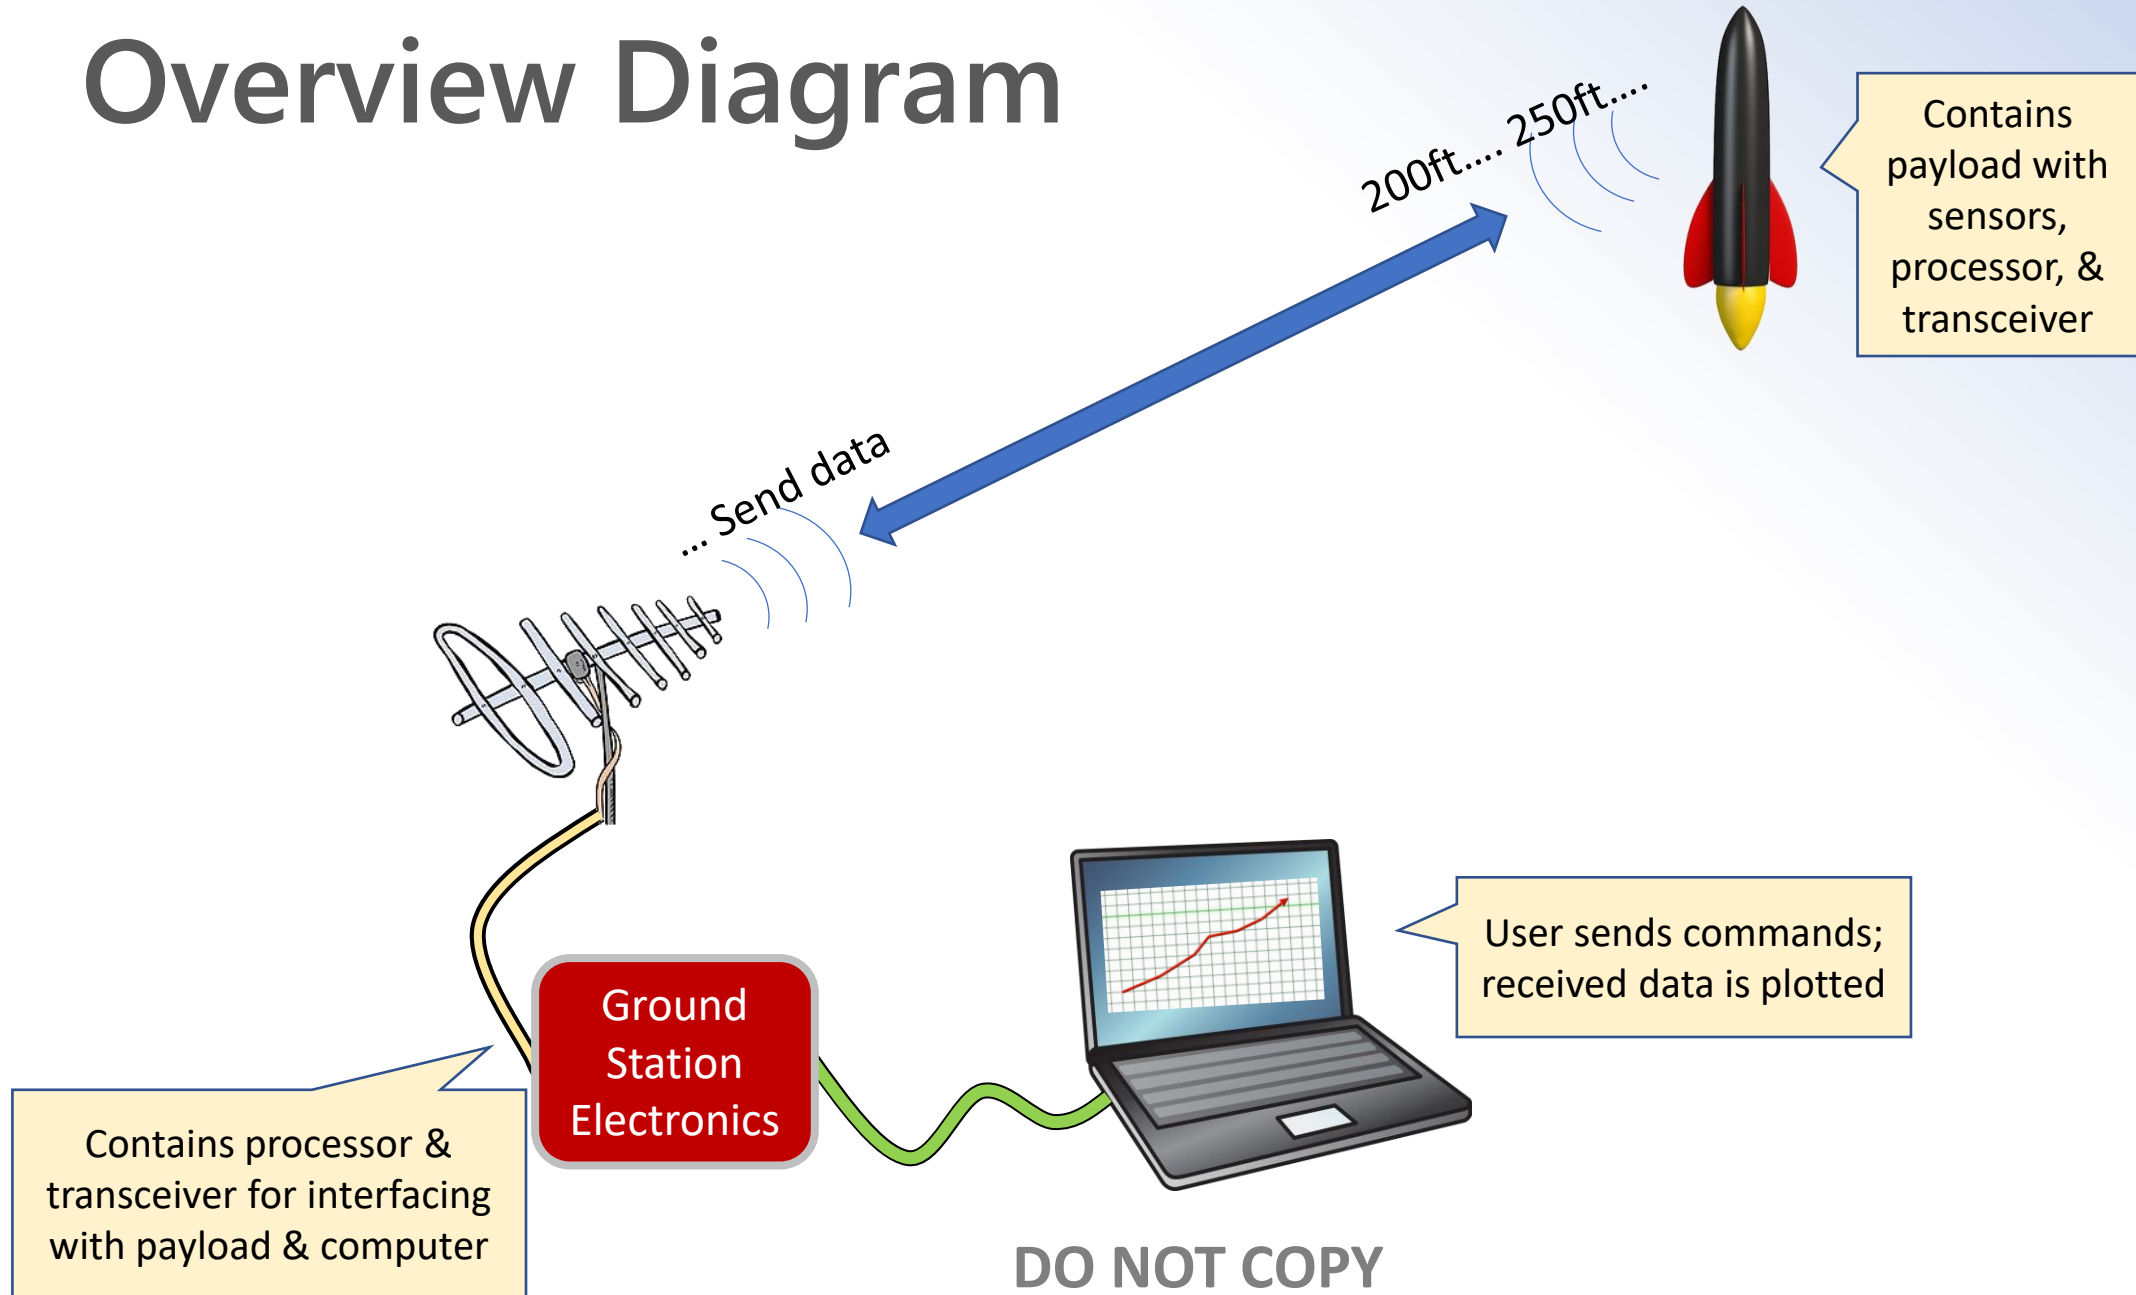 Overview Diagram
200ft.... 250ft....
Contains
payload with
sensors,
processor, &
transceiver
... Send data
User sends commands;
received data is plotted
Ground
Station
Electronics
Contains processor &
transceiver for interfacing
with payload & computer
DO NOT COPY